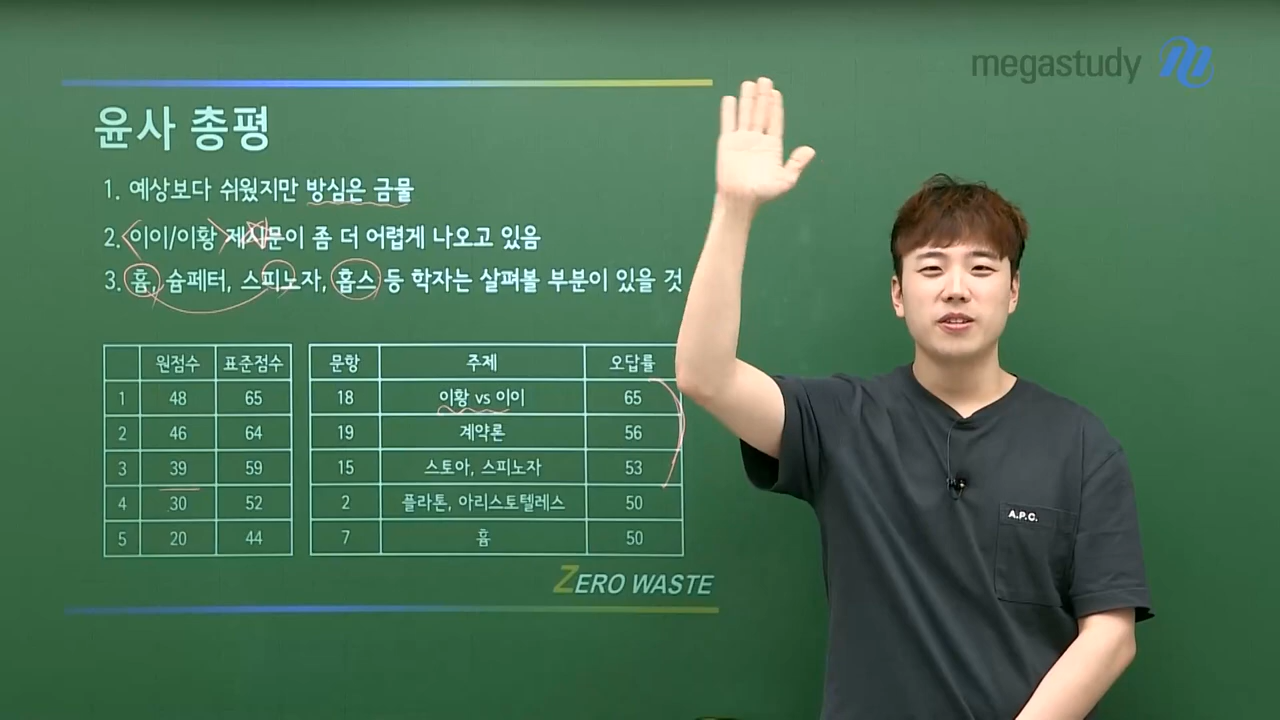 megastudy
윤사 총평
1. 예상보다 쉬웠지만 방심은 금물
2. 이이/이황 제시문이 좀 더 어렵게 나오고 있음
3. 흄, 슘페터, 스피노자, 홉스 등 학자는 살펴볼 부분이 있을 것
원점수 표준점수
1 48 65
2 46 64
3 39 59
4 30 52
5 20 44
문항 주제 오답률
18 이황 vs 이이 65
19 계약론 56
15 스토아, 스피노자 53
2 플라톤, 아리스토텔레스 50
7 흄 50
ZERO WASTE
A.P.C.